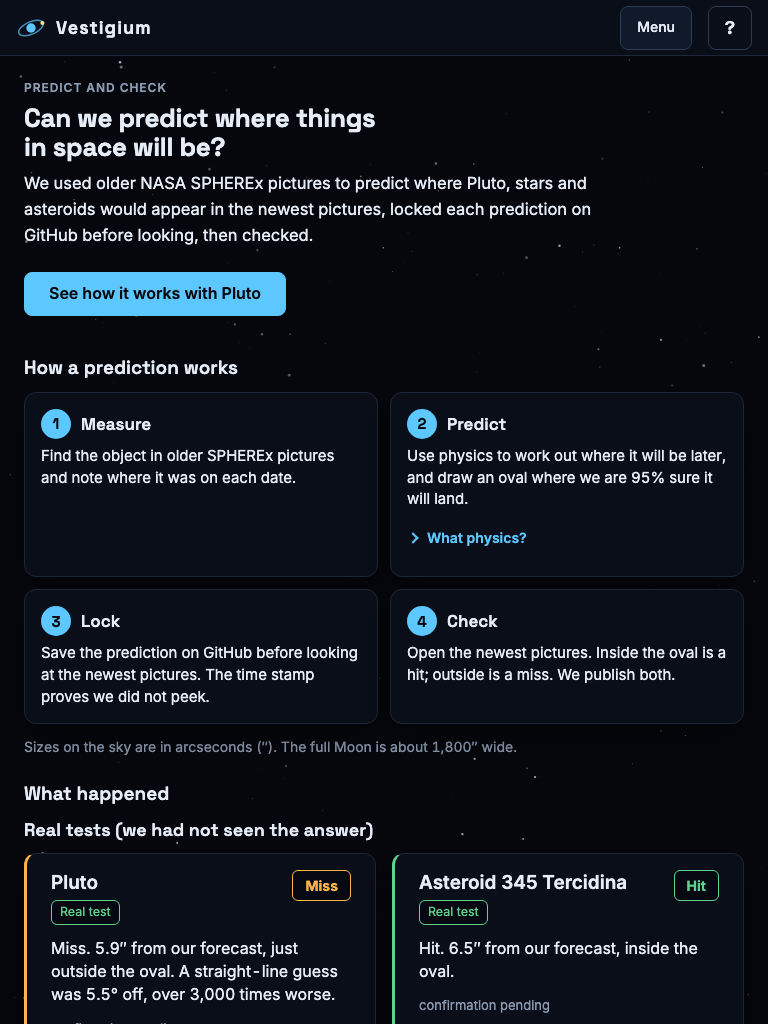 Vestigium
Menu
?
PREDICT AND CHECK
Can we predict where things
in space will be?
We used older NASA SPHEREx pictures to predict where Pluto, stars and
asteroids would appear in the newest pictures, locked each prediction on
GitHub before looking, then checked.
See how it works with Pluto
How a prediction works
1 Measure
Find the object in older SPHEREx pictures
and note where it was on each date.
2 Predict
Use physics to work out where it will be later,
and draw an oval where we are 95% sure it
will land.
What physics?
3 Lock
Save the prediction on GitHub before looking
at the newest pictures. The time stamp
proves we did not peek.
4 Check
Open the newest pictures. Inside the oval is a
hit; outside is a miss. We publish both.
Sizes on the sky are in arcseconds (″). The full Moon is about 1,800″ wide.
What happened
Real tests (we had not seen the answer)
Pluto
Miss
Real test
Miss. 5.9″ from our forecast, just
outside the oval. A straight-line guess
was 5.5° off, over 3,000 times worse.
Asteroid 345 Tercidina
Hit
Real test
Hit. 6.5″ from our forecast, inside the
oval.
confirmation pending